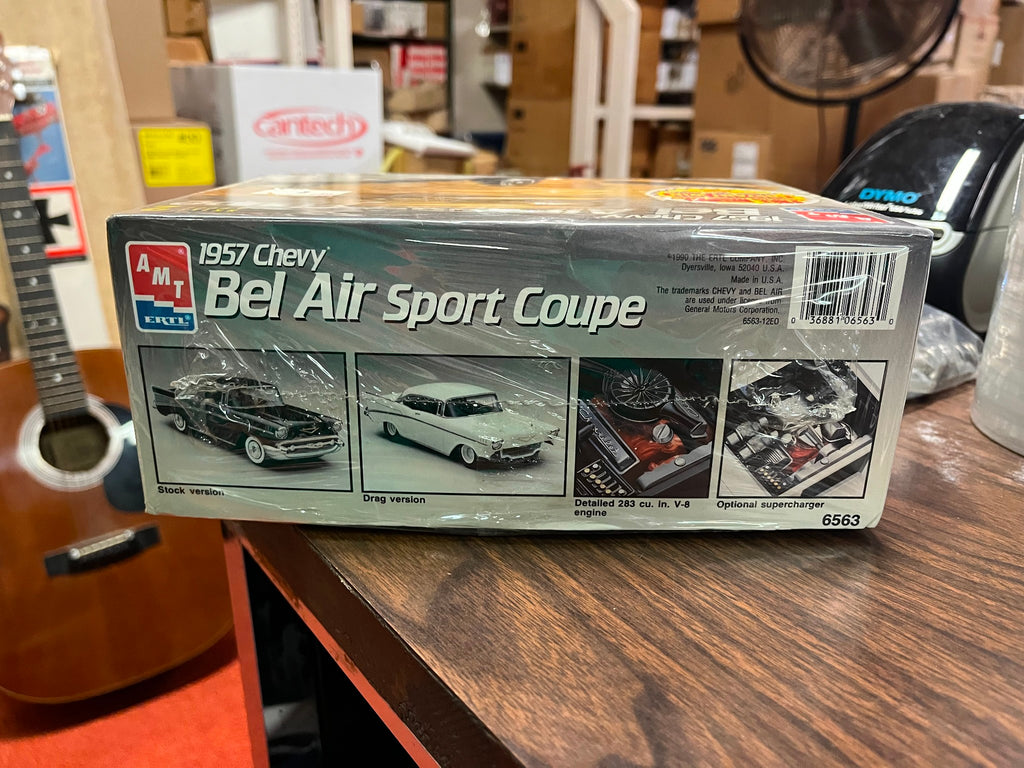 cantech
DYMO
AMT
ERTL
1957 Chevy
Bel Air Sport Coupe
©1990 THE ERTL COMPANY, INC.
Dyersville, Iowa 52040 U.S.A.
Made in U.S.A.
The trademarks CHEVY and BEL AIR
are used under license from
General Motors Corporation.
6563-12EO
0 36881 06563 0
Stock version
Drag version
Detailed 283 cu. in. V-8
engine
Optional supercharger
6563